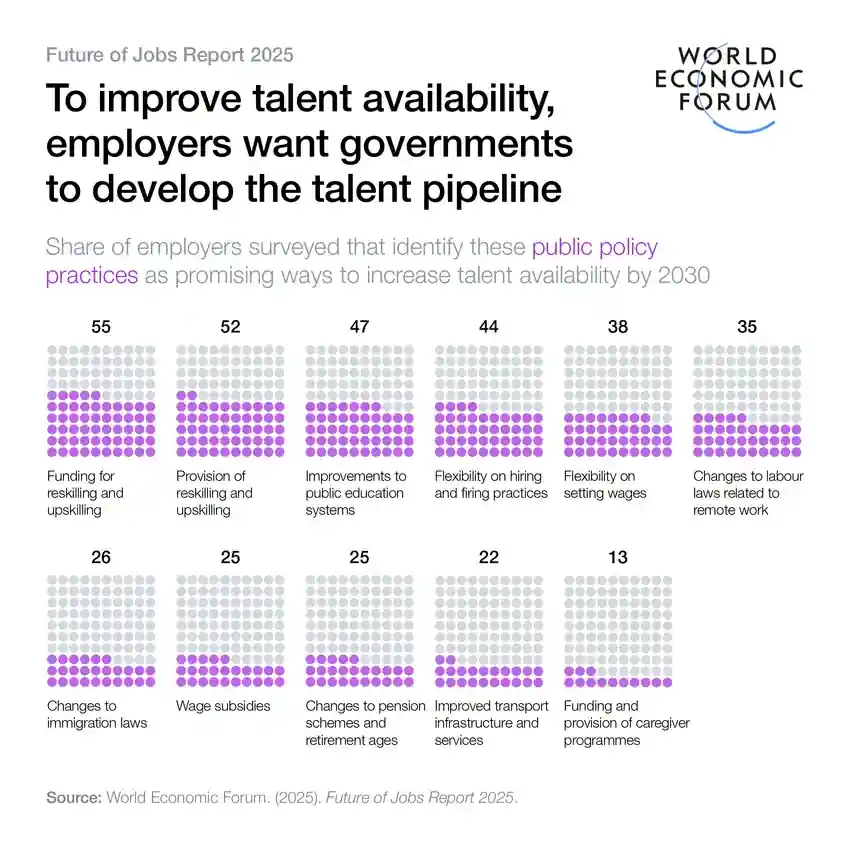 Future of Jobs Report 2025
WORLD
ECONOMIC
FORUM
To improve talent availability,
employers want governments
to develop the talent pipeline
Share of employers surveyed that identify these public policy
practices as promising ways to increase talent availability by 2030
55
Funding for
reskilling and
upskilling
52
Provision of
reskilling and
upskilling
47
Improvements to
public education
systems
44
Flexibility on hiring
and firing practices
38
Flexibility on
setting wages
35
Changes to labour
laws related to
remote work
26
Changes to
immigration laws
25
Wage subsidies
25
Changes to pension
schemes and
retirement ages
22
Improved transport
infrastructure and
services
13
Funding and
provision of caregiver
programmes
Source: World Economic Forum. (2025). Future of Jobs Report 2025.